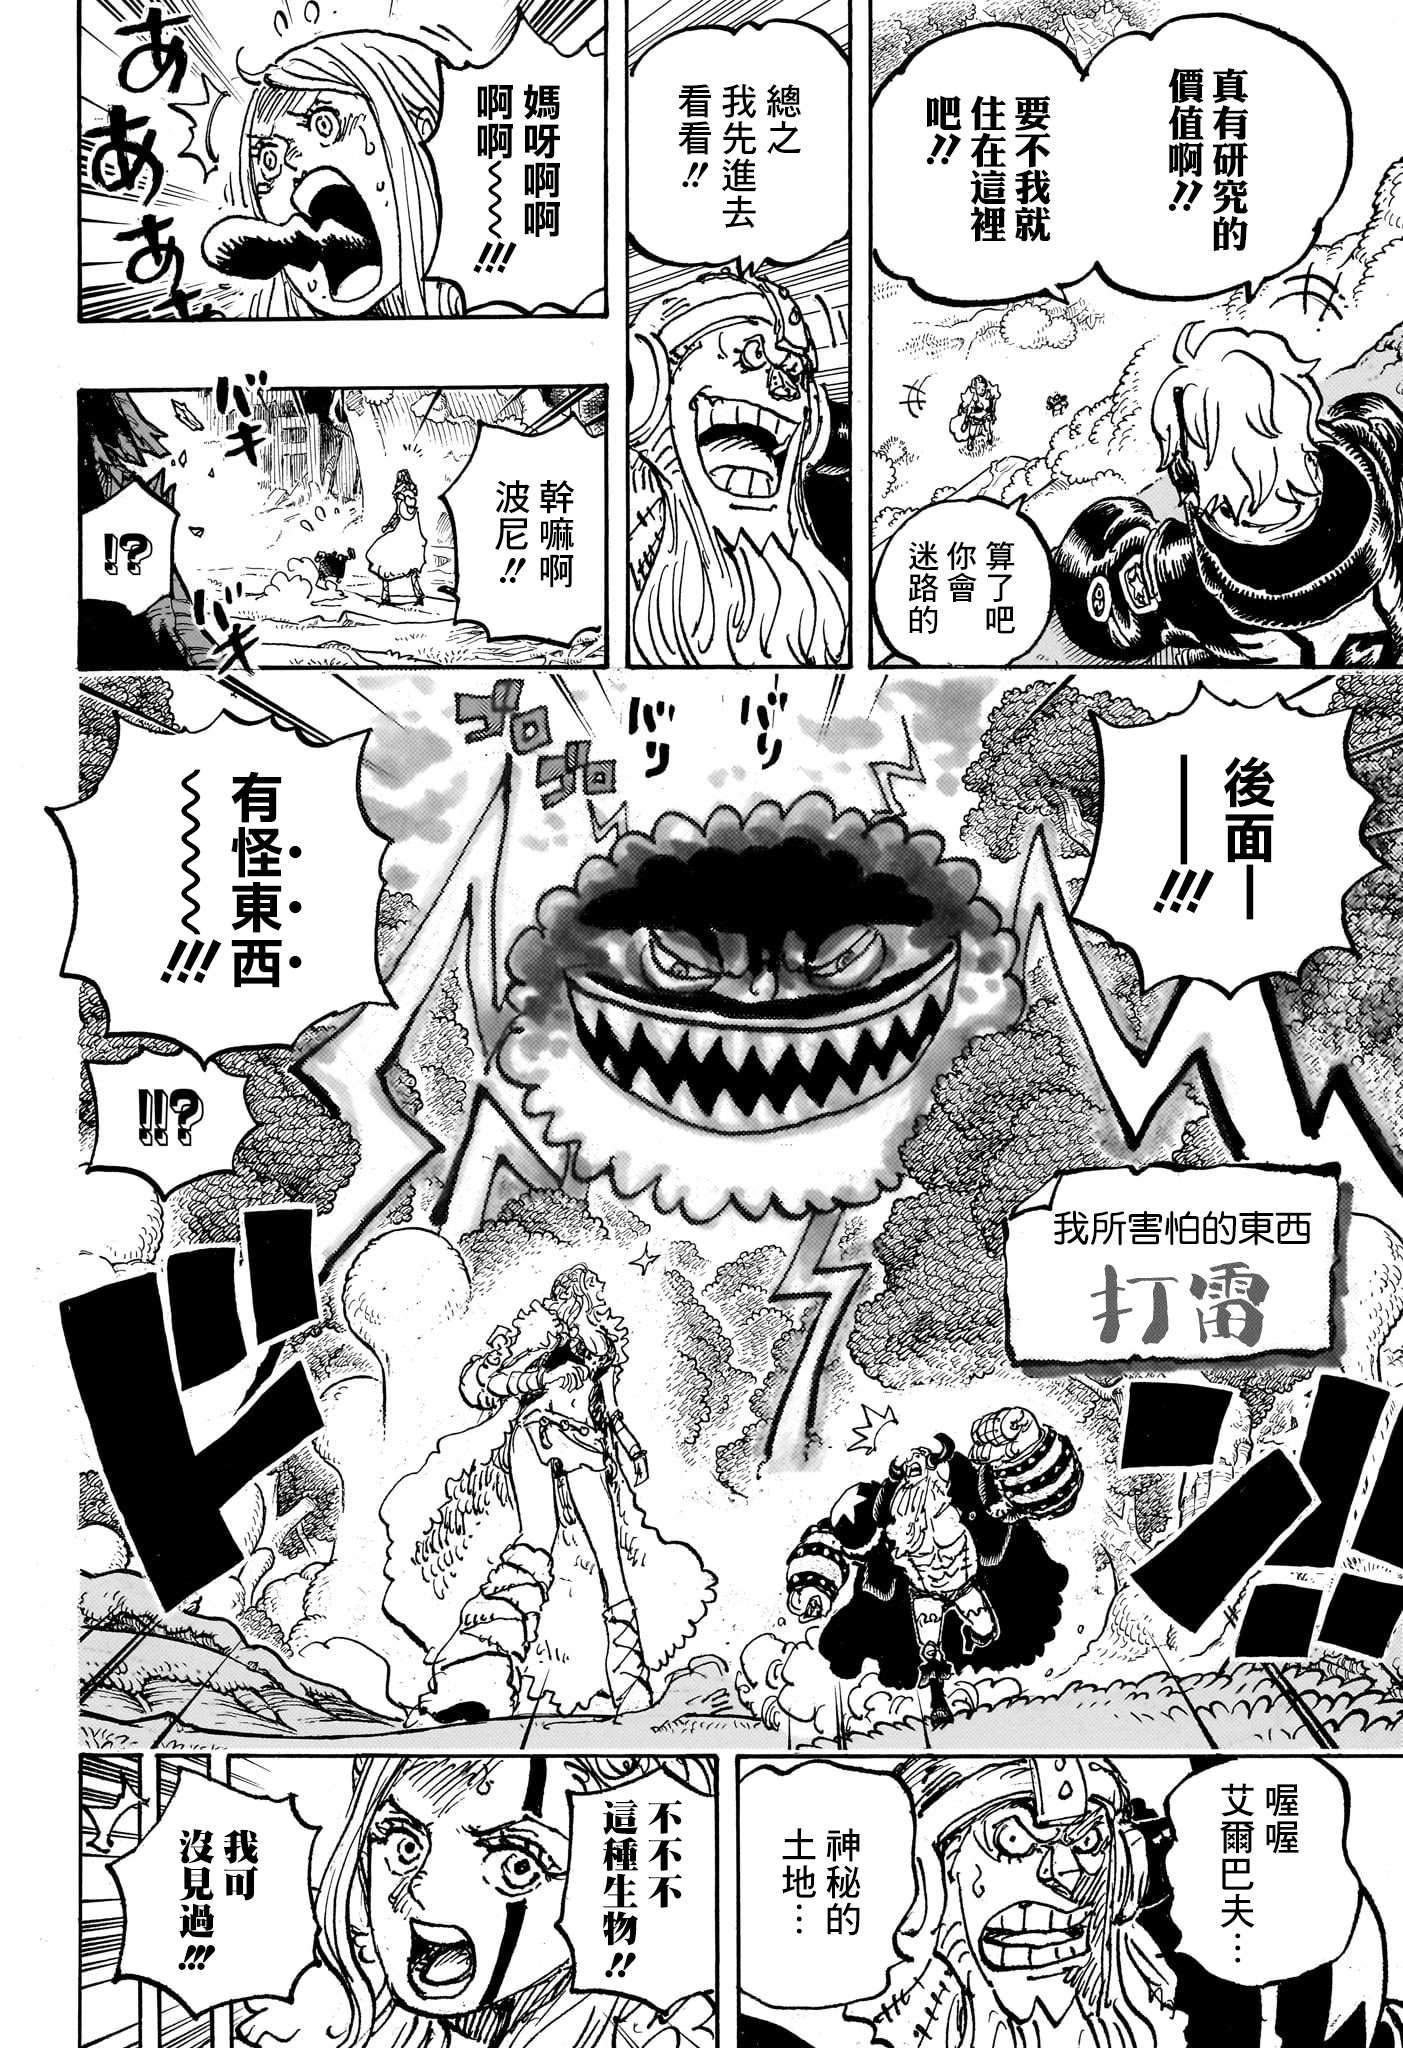 真有研究的
價值啊!!
要不我就
住在這裡
吧!!
算了吧
你會
迷路的
總之
我先進去
看看!!
媽呀啊啊
啊啊〜〜!!!
あああぁ
幹嘛啊
波尼!!
バキ
バキ
!?
後面—
——!!!
バリ
バリ
ゴロ
ゴロ
有怪東西
〜〜〜〜!!!
!!?
我所害怕的東西
打雷
ドン!!!
喔喔
艾爾巴夫…
神秘的
土地…
不不不
這種生物!!
我可
沒見過!!!